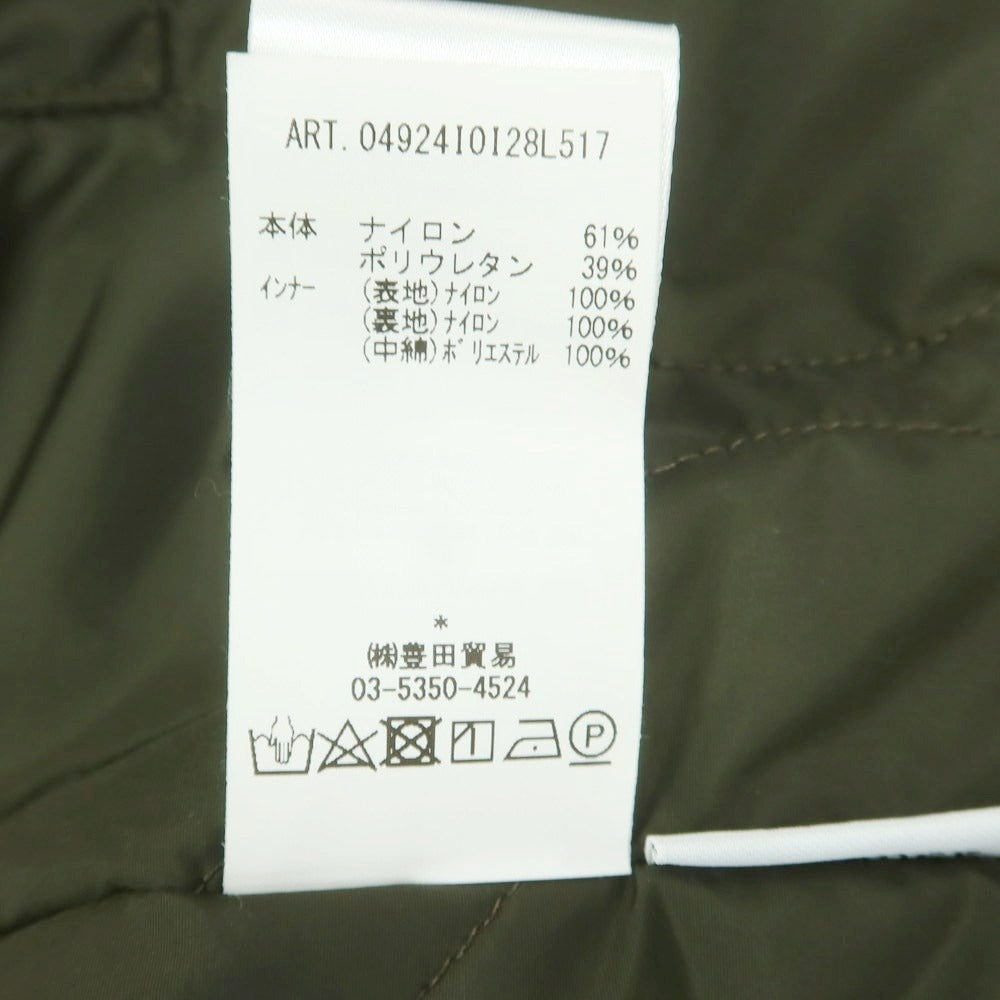 ART. 04924I0I28L517
本体 ナイロン 61%
ポリウレタン 39%
インナー (表地)ナイロン 100%
(裏地)ナイロン 100%
(中綿)ポリエステル 100%
*
㈱豊田貿易
03-5350-4524
P